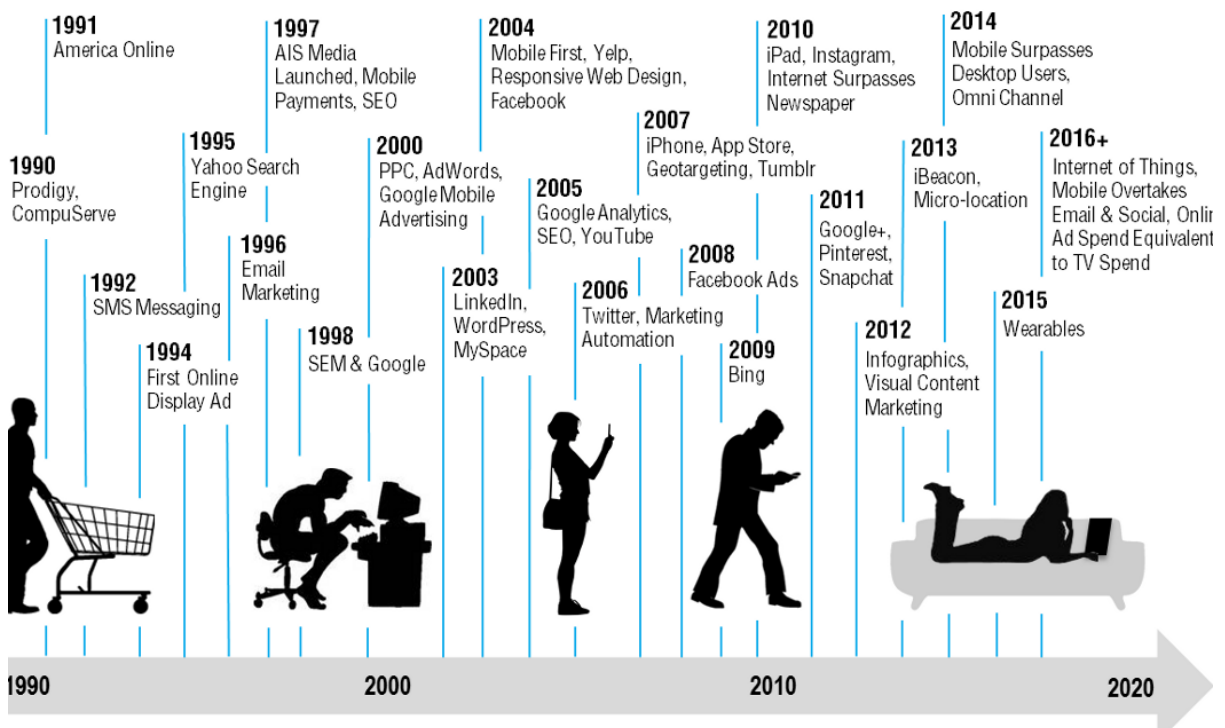 1991
America Online
1997
AIS Media
Launched, Mobile
Payments, SEO
2004
Mobile First, Yelp,
Responsive Web Design,
Facebook
2010
iPad, Instagram,
Internet Surpasses
Newspaper
2014
Mobile Surpasses
Desktop Users,
Omni Channel
1990
Prodigy,
CompuServe
1995
Yahoo Search
Engine
2000
PPC, AdWords,
Google Mobile
Advertising
2007
iPhone, App Store,
Geotargeting, Tumblr
2013
iBeacon,
Micro-location
2016+
Internet of Things,
Mobile Overtakes
Email & Social, Onlin
Ad Spend Equivalent
to TV Spend
2005
Google Analytics,
SEO, YouTube
2011
Google+,
Pinterest,
Snapchat
1996
Email
Marketing
2008
Facebook Ads
1992
SMS Messaging
2003
LinkedIn,
WordPress,
MySpace
2006
Twitter, Marketing
Automation
2015
Wearables
1998
SEM & Google
2012
Infographics,
Visual Content
Marketing
1994
First Online
Display Ad
2009
Bing
1990
2000
2010
2020